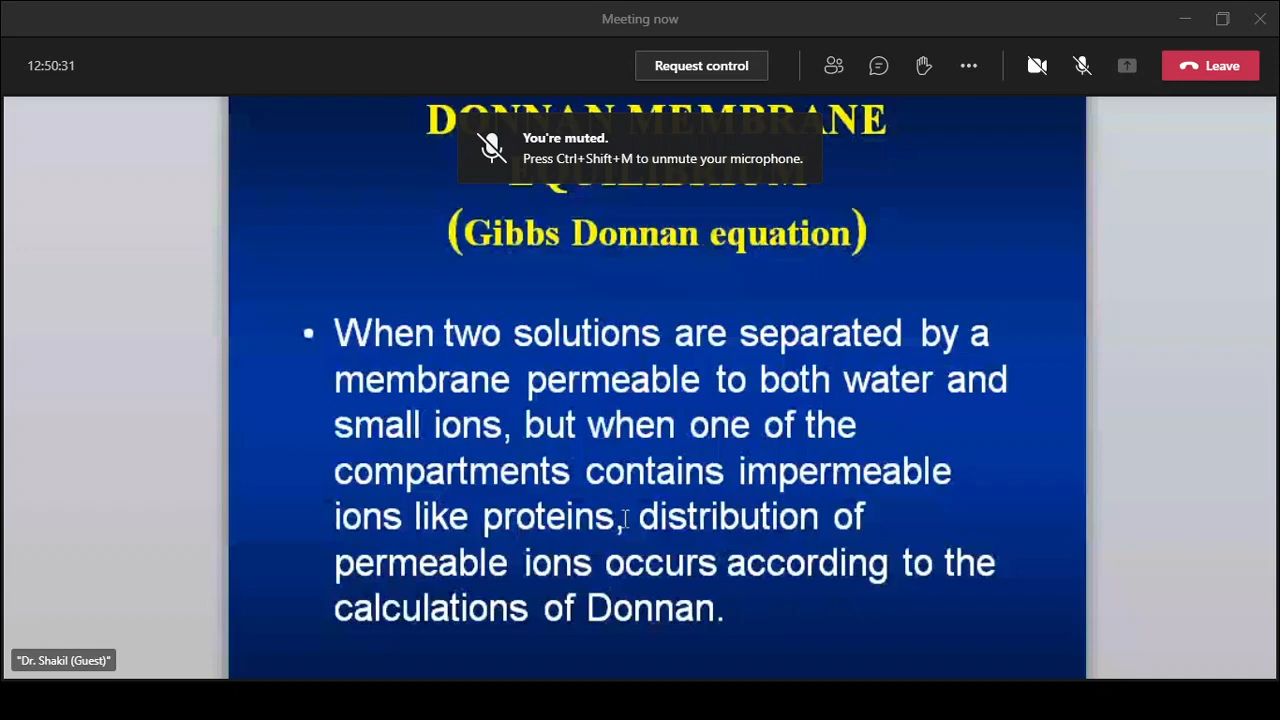 Meeting now
12:50:31
Request control
Leave
DONNAN MEMBRANE
You're muted.
Press Ctrl+Shift+M to unmute your microphone.
EQUILIBRIUM
(Gibbs Donnan equation)
• When two solutions are separated by a
membrane permeable to both water and
small ions, but when one of the
compartments contains impermeable
ions like proteins, distribution of
permeable ions occurs according to the
calculations of Donnan.
"Dr. Shakil (Guest)"